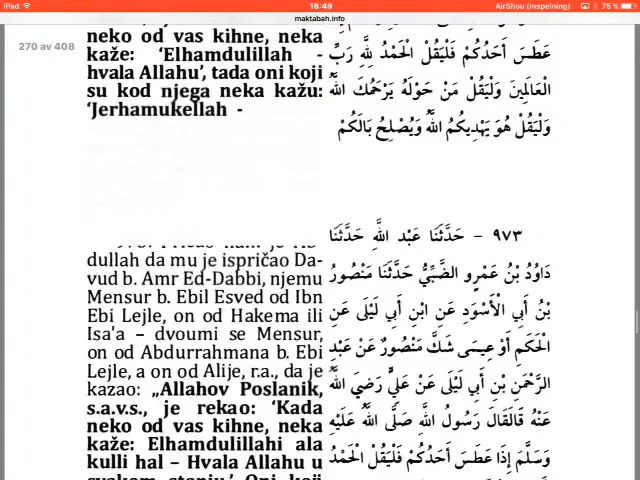 iPad
18:49
AirShou (inspelning)
75 %
maktabah.info
270 av 408
neko od vas kihne, neka
kaže: 'Elhamdulillah -
hvala Allahu', tada oni koji
su kod njega neka kažu:
'Jerhamukellah -
عَطَسَ أَحَدُكُمْ فَلْيَقُلِ الْحَمْدُ لِلَّهِ رَبِّ
الْعَالَمِينَ وَلْيَقُلْ مَنْ حَوْلَهُ يَرْحَمُكَ اللَّهُ
وَلْيَقُلْ هُوَ يَهْدِيكُمُ اللَّهُ وَيُصْلِحُ بَالَكُمْ
dullah da mu je ispričao Da-
vud b. Amr Ed-Dabbi, njemu
Mensur b. Ebil Esved od Ibn
Ebi Lejle, on od Hakema ili
Isa'a – dvoumi se Mensur,
on od Abdurrahmana b. Ebi
Lejle, a on od Alije, r.a., da je
kazao: „Allahov Poslanik,
s.a.v.s., je rekao: 'Kada
neko od vas kihne, neka
kaže: Elhamdulillahi ala
kulli hal – Hvala Allahu u
٩٧٣ - حَدَّثَنَا عَبْد اللَّهِ حَدَّثَنَا
دَاوُدُ بْنُ عَمْرٍو الضَّبِّيُّ حَدَّثَنَا مَنْصُورُ
بْنُ أَبِي الْأَسْوَدِ عَنِ ابْنِ أَبِي لَيْلَى عَنِ
الْحَكَمِ أَوْ عِيسَى شَكَّ مَنْصُورٌ عَنْ عَبْدِ
الرَّحْمَنِ بْنِ أَبِي لَيْلَى عَنْ عَلِيٍّ رَضِيَ اللَّهُ
عَنْهُ قَالَقَالَ رَسُولُ اللَّهِ صَلَّى اللَّهُ عَلَيْهِ
وَسَلَّمَ إِذَا عَطَسَ أَحَدُكُمْ فَلْيَقُلِ الْحَمْدُ